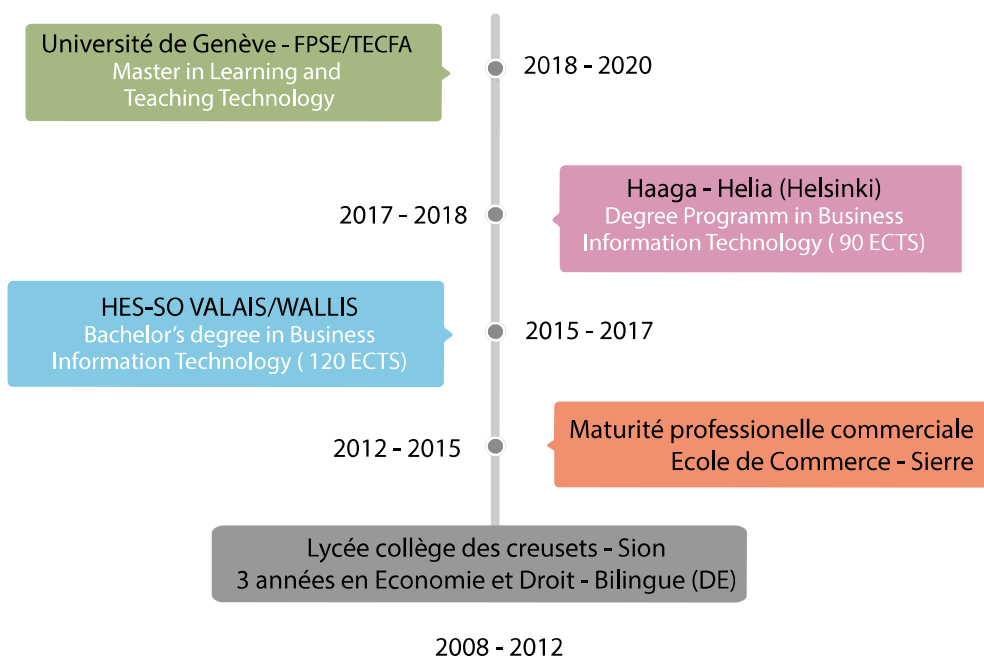 Université de Genève - FPSE/TECFA
Master in Learning and
Teaching Technology
2018 - 2020
Haaga - Helia (Helsinki)
Degree Programm in Business
Information Technology ( 90 ECTS)
2017 - 2018
HES-SO VALAIS/WALLIS
Bachelor's degree in Business
Information Technology ( 120 ECTS)
2015 - 2017
Maturité professionelle commerciale
Ecole de Commerce - Sierre
2012 - 2015
Lycée collège des creusets - Sion
3 années en Economie et Droit - Bilingue (DE)
2008 - 2012